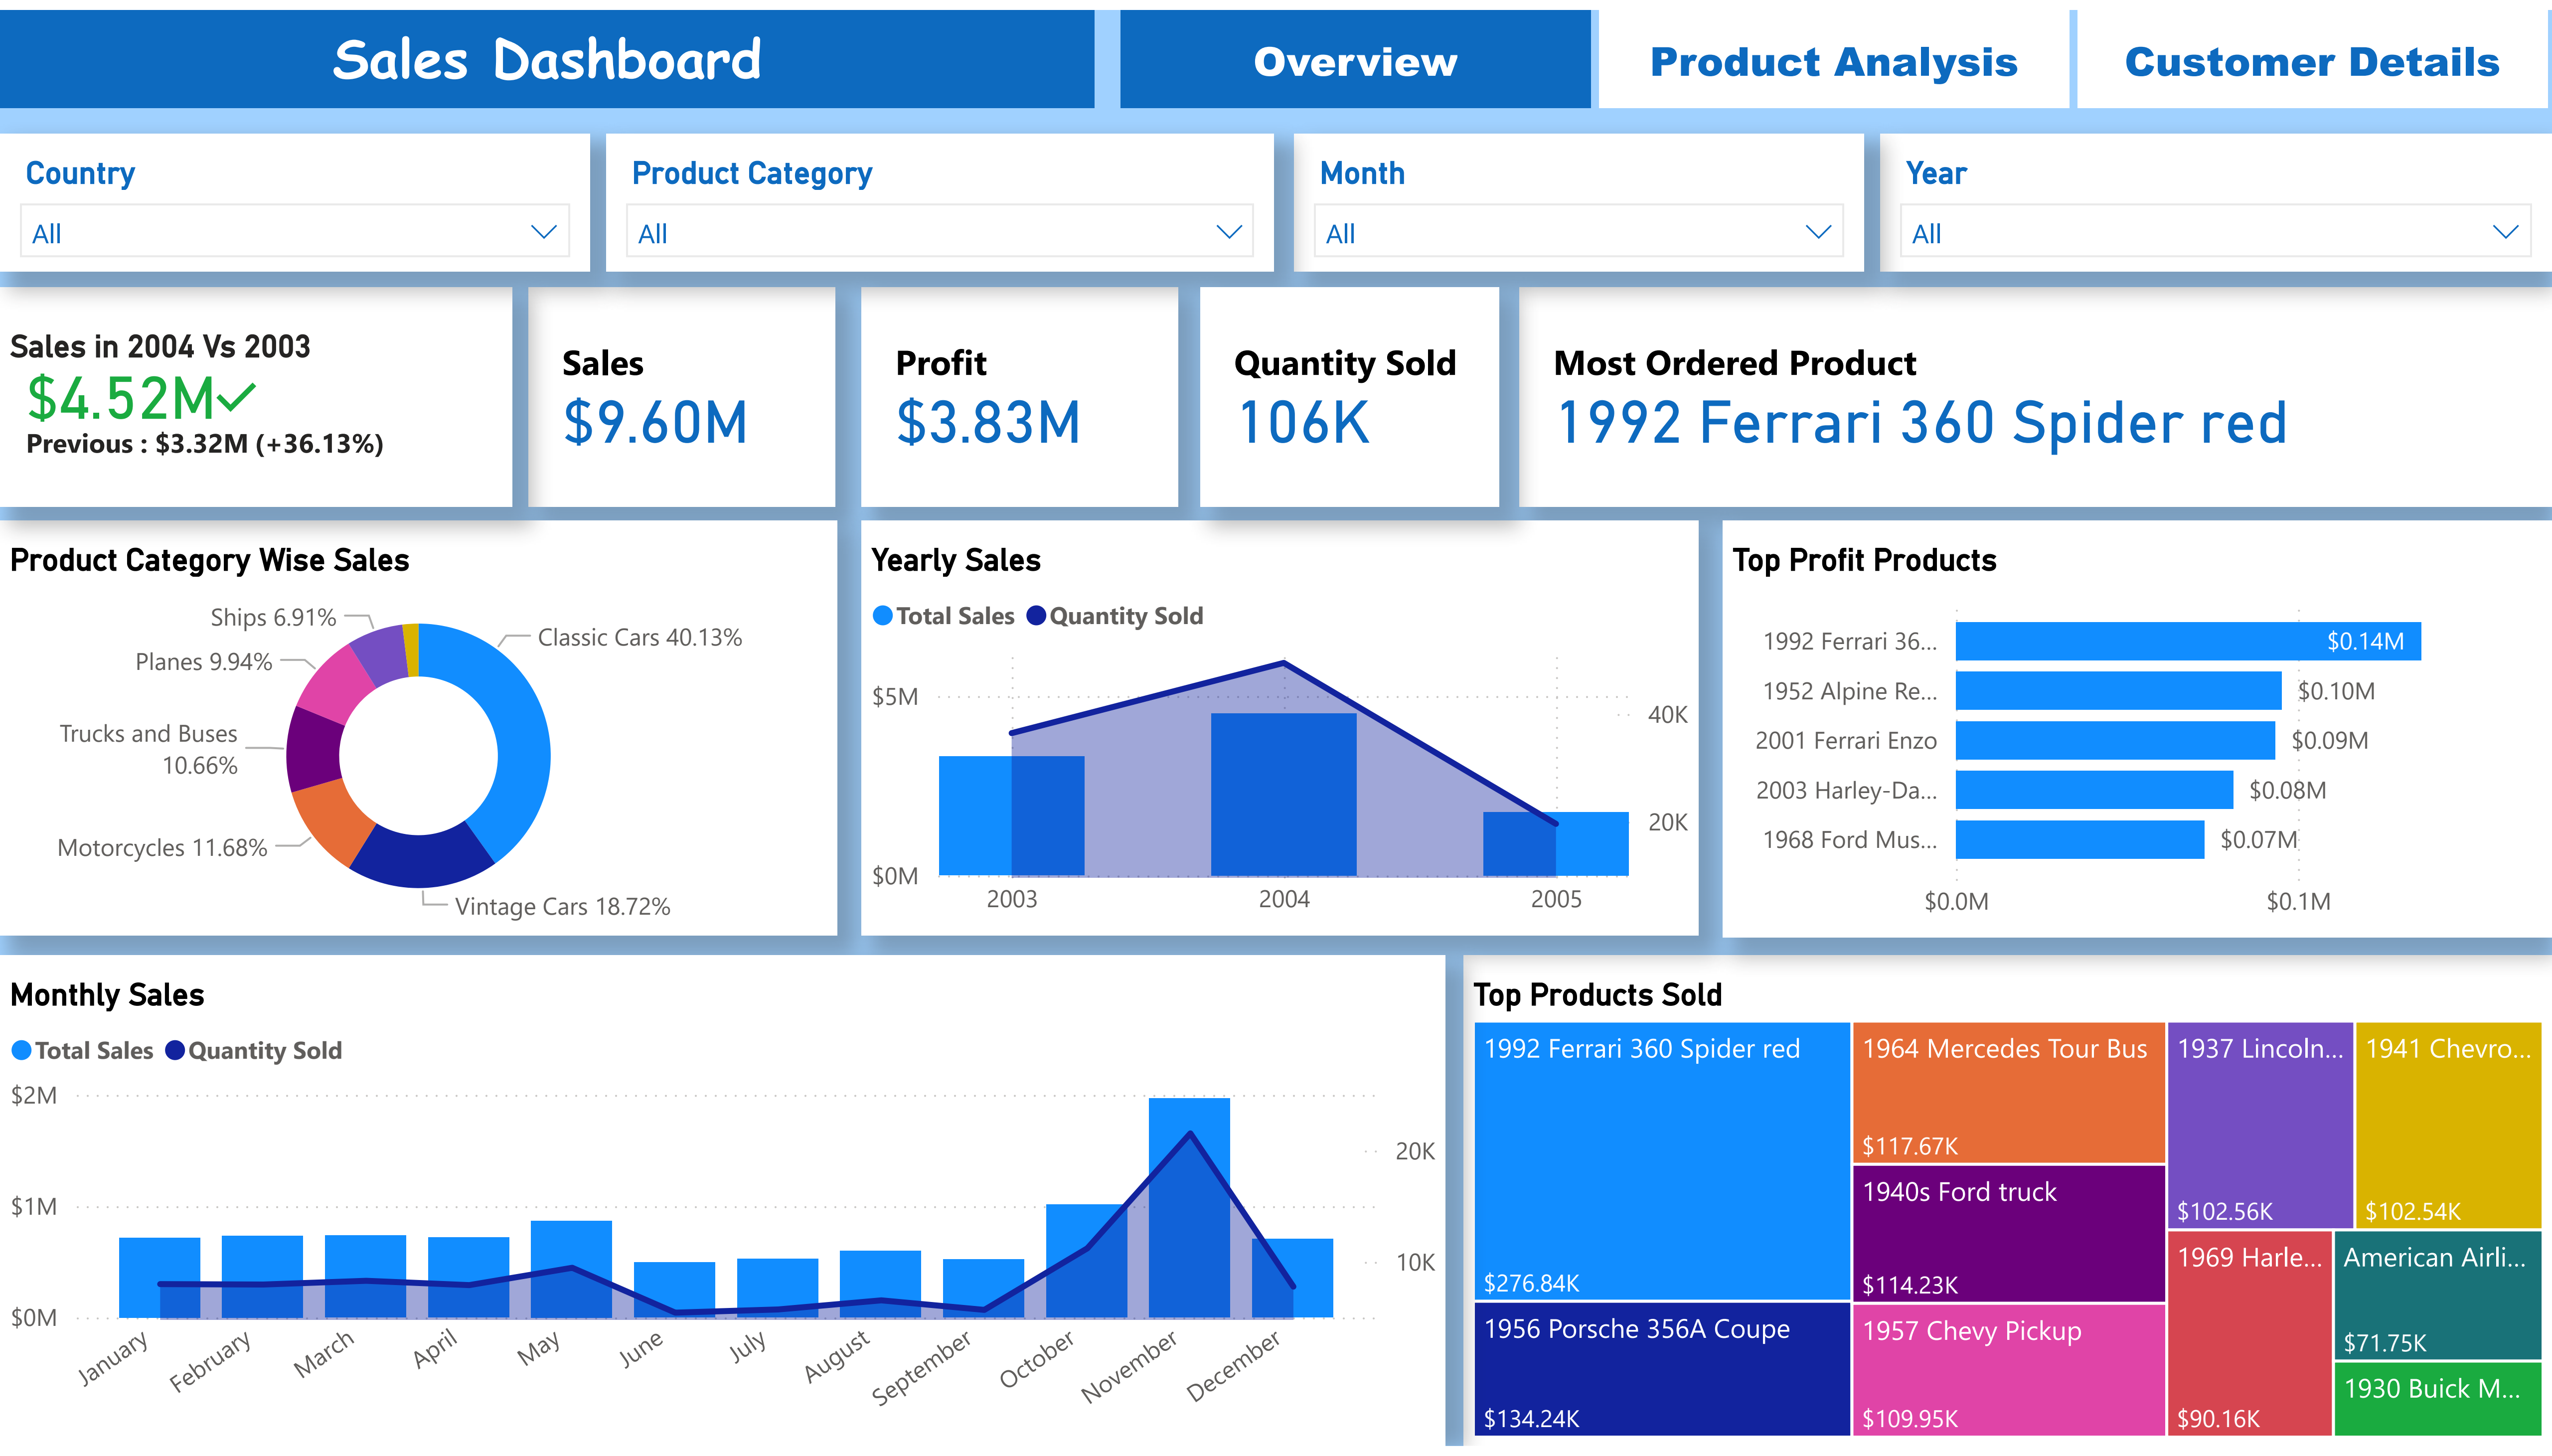 Sales Dashboard
Overview
Product Analysis
Customer Details
Country
All
Product Category
All
Month
All
Year
All
Sales in 2004 Vs 2003
$4.52M
Previous : $3.32M (+36.13%)
Sales
$9.60M
Profit
$3.83M
Quantity Sold
106K
Most Ordered Product
1992 Ferrari 360 Spider red
Product Category Wise Sales
Ships 6.91%
Classic Cars 40.13%
Planes 9.94%
Trucks and Buses
10.66%
Motorcycles 11.68%
Vintage Cars 18.72%
Yearly Sales
Total Sales Quantity Sold
$5M
40K
20K
$0M
2003 2004 2005
Top Profit Products
1992 Ferrari 36... $0.14M
1952 Alpine Re... $0.10M
2001 Ferrari Enzo $0.09M
2003 Harley-Da... $0.08M
1968 Ford Mus... $0.07M
$0.0M $0.1M
Monthly Sales
Total Sales Quantity Sold
$2M
20K
$1M
10K
$0M
January February March April May June July August September October November December
Top Products Sold
1992 Ferrari 360 Spider red
$276.84K
1956 Porsche 356A Coupe
$134.24K
1964 Mercedes Tour Bus
$117.67K
1940s Ford truck
$114.23K
1957 Chevy Pickup
$109.95K
1937 Lincoln...
$102.56K
1941 Chevro...
$102.54K
1969 Harle...
$90.16K
American Airli...
$71.75K
1930 Buick M...